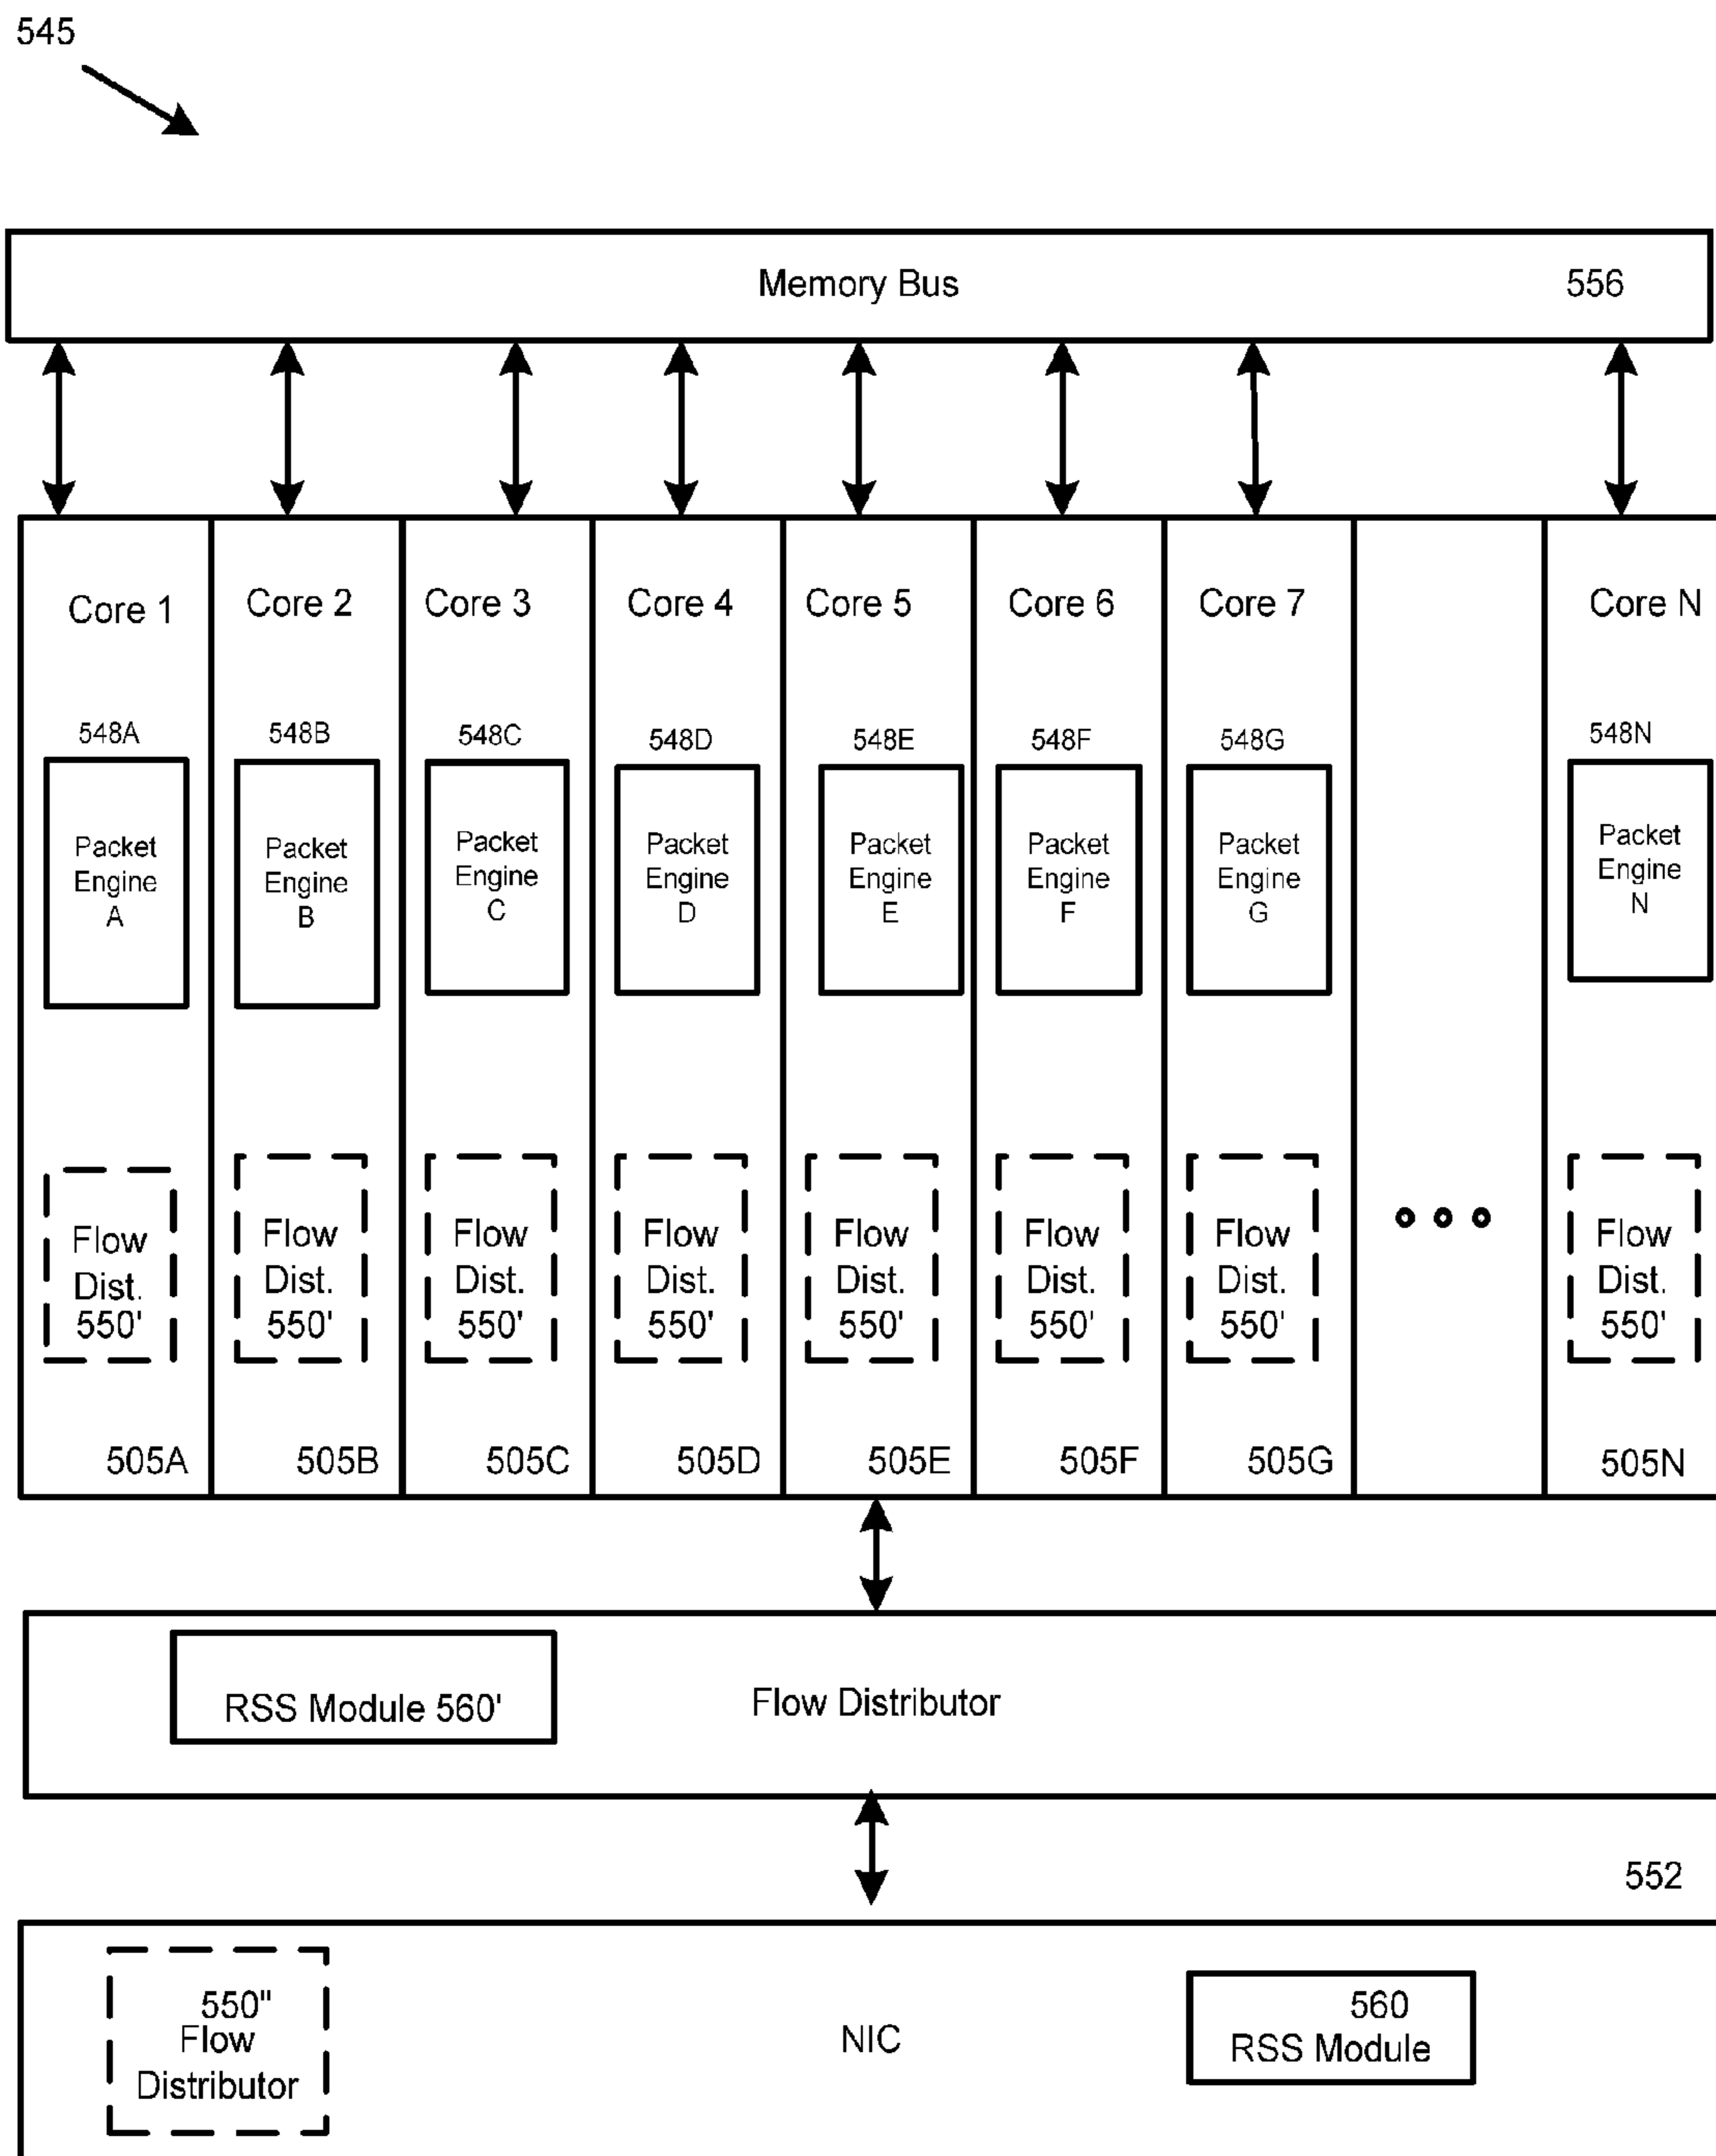 545
Memory Bus 556
Core 1 Core 2 Core 3 Core 4 Core 5 Core 6 Core 7 Core N
548A 548B 548C 548D 548E 548F 548G 548N
Packet Packet Packet Packet Packet Packet Packet Packet
Engine Engine Engine Engine Engine Engine Engine Engine
A B C D E F G N
Flow Flow Flow Flow Flow Flow Flow Flow
Dist. Dist. Dist. Dist. Dist. Dist. Dist. Dist.
550' 550' 550' 550' 550' 550' 550' 550'
505A 505B 505C 505D 505E 505F 505G 505N
RSS Module 560' Flow Distributor
552
550"
Flow
Distributor
NIC
560
RSS Module